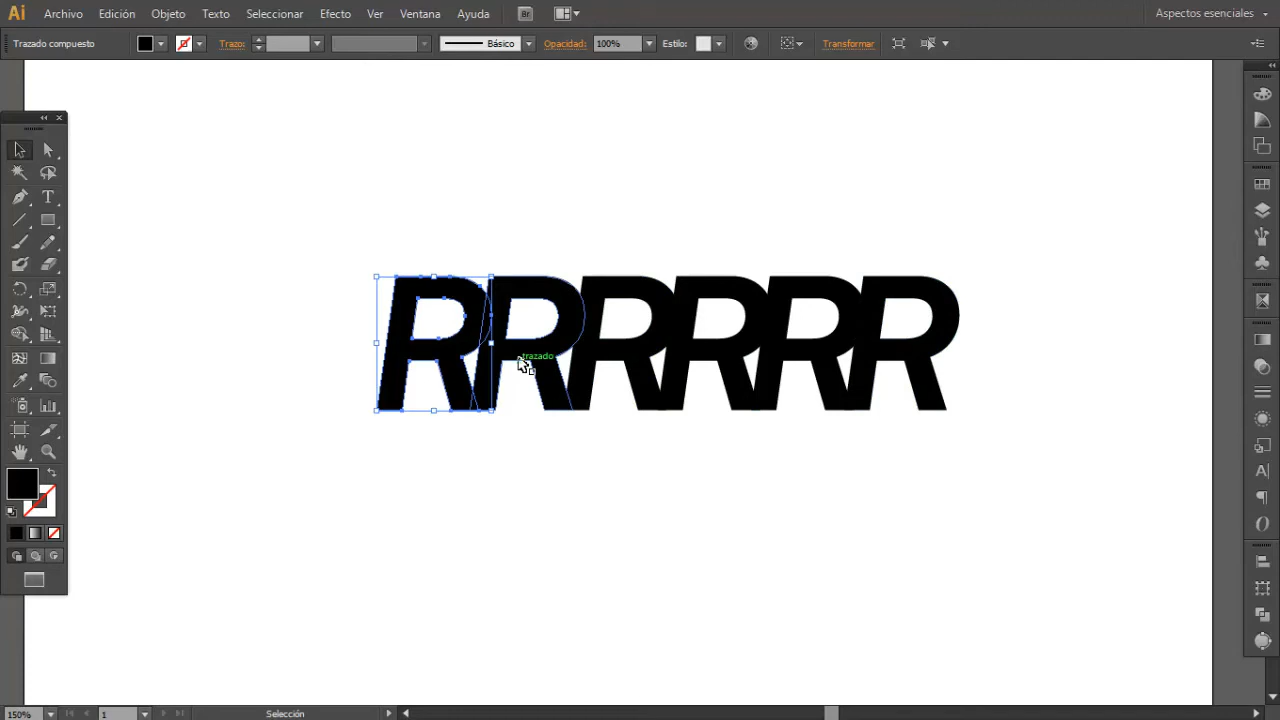 Ai Archivo Edición Objeto Texto Seleccionar Efecto Ver Ventana Ayuda Br Aspectos esenciales
Trazado compuesto Trazo: Básico Opacidad: 100% Estilo: Transformar
RRRRRR
trazado
150% 1 Selección